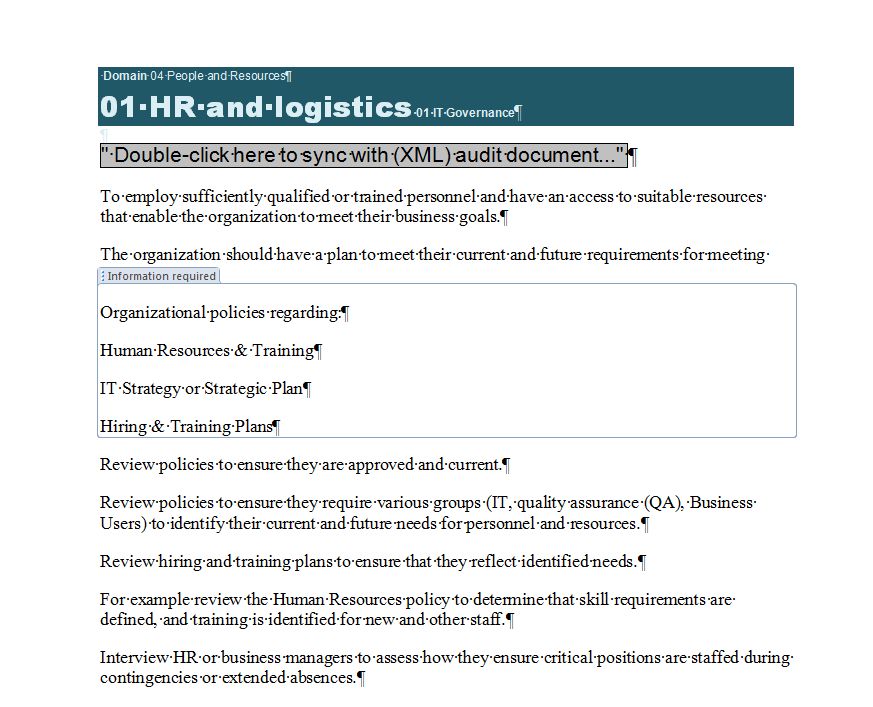 Domain 04 People and Resources¶
01·HR·and·logistics·01·IT·Governance¶
¶
"·Double-click·here·to·sync·with·(XML)·audit·document..."·¶
To·employ·sufficiently·qualified·or·trained·personnel·and·have·an·access·to·suitable·resources·
that·enable·the·organization·to·meet·their·business·goals.¶
The·organization·should·have·a·plan·to·meet·their·current·and·future·requirements·for·meeting·
Information required
Organizational·policies·regarding:¶
Human·Resources·&·Training¶
IT·Strategy·or·Strategic·Plan¶
Hiring·&·Training·Plans¶
Review·policies·to·ensure·they·are·approved·and·current.¶
Review·policies·to·ensure·they·require·various·groups·(IT,·quality·assurance·(QA),·Business·
Users)·to·identify·their·current·and·future·needs·for·personnel·and·resources.¶
Review·hiring·and·training·plans·to·ensure·that·they·reflect·identified·needs.¶
For·example·review·the·Human·Resources·policy·to·determine·that·skill·requirements·are·
defined,·and·training·is·identified·for·new·and·other·staff.¶
Interview·HR·or·business·managers·to·assess·how·they·ensure·critical·positions·are·staffed·during·
contingencies·or·extended·absences.¶